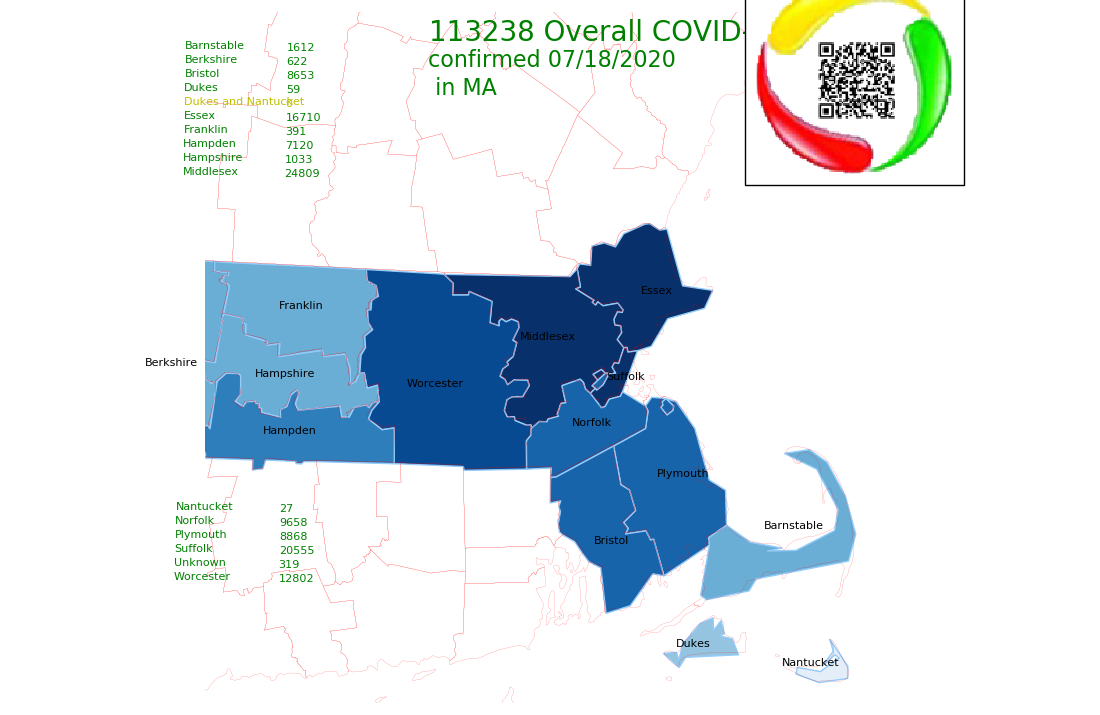 113238 Overall COVID-
confirmed 07/18/2020
in MA
Barnstable 1612
Berkshire 622
Bristol 8653
Dukes 59
Dukes and Nantucket
Essex 16710
Franklin 391
Hampden 7120
Hampshire 1033
Middlesex 24809
Essex
Franklin
Middlesex
Berkshire
Hampshire
Suffolk
Worcester
Norfolk
Hampden
Plymouth
Nantucket 27
Norfolk 9658
Plymouth 8868
Suffolk 20555
Unknown 319
Worcester 12802
Barnstable
Bristol
Dukes
Nantucket